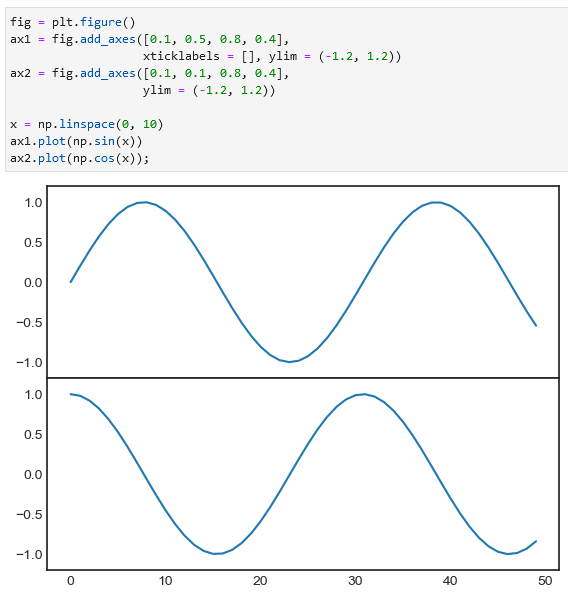 fig = plt.figure()
ax1 = fig.add_axes([0.1, 0.5, 0.8, 0.4],
                   xticklabels = [], ylim = (-1.2, 1.2))
ax2 = fig.add_axes([0.1, 0.1, 0.8, 0.4],
                   ylim = (-1.2, 1.2))

x = np.linspace(0, 10)
ax1.plot(np.sin(x))
ax2.plot(np.cos(x));
1.0
0.5
0.0
−0.5
−1.0
1.0
0.5
0.0
−0.5
−1.0
0 10 20 30 40 50